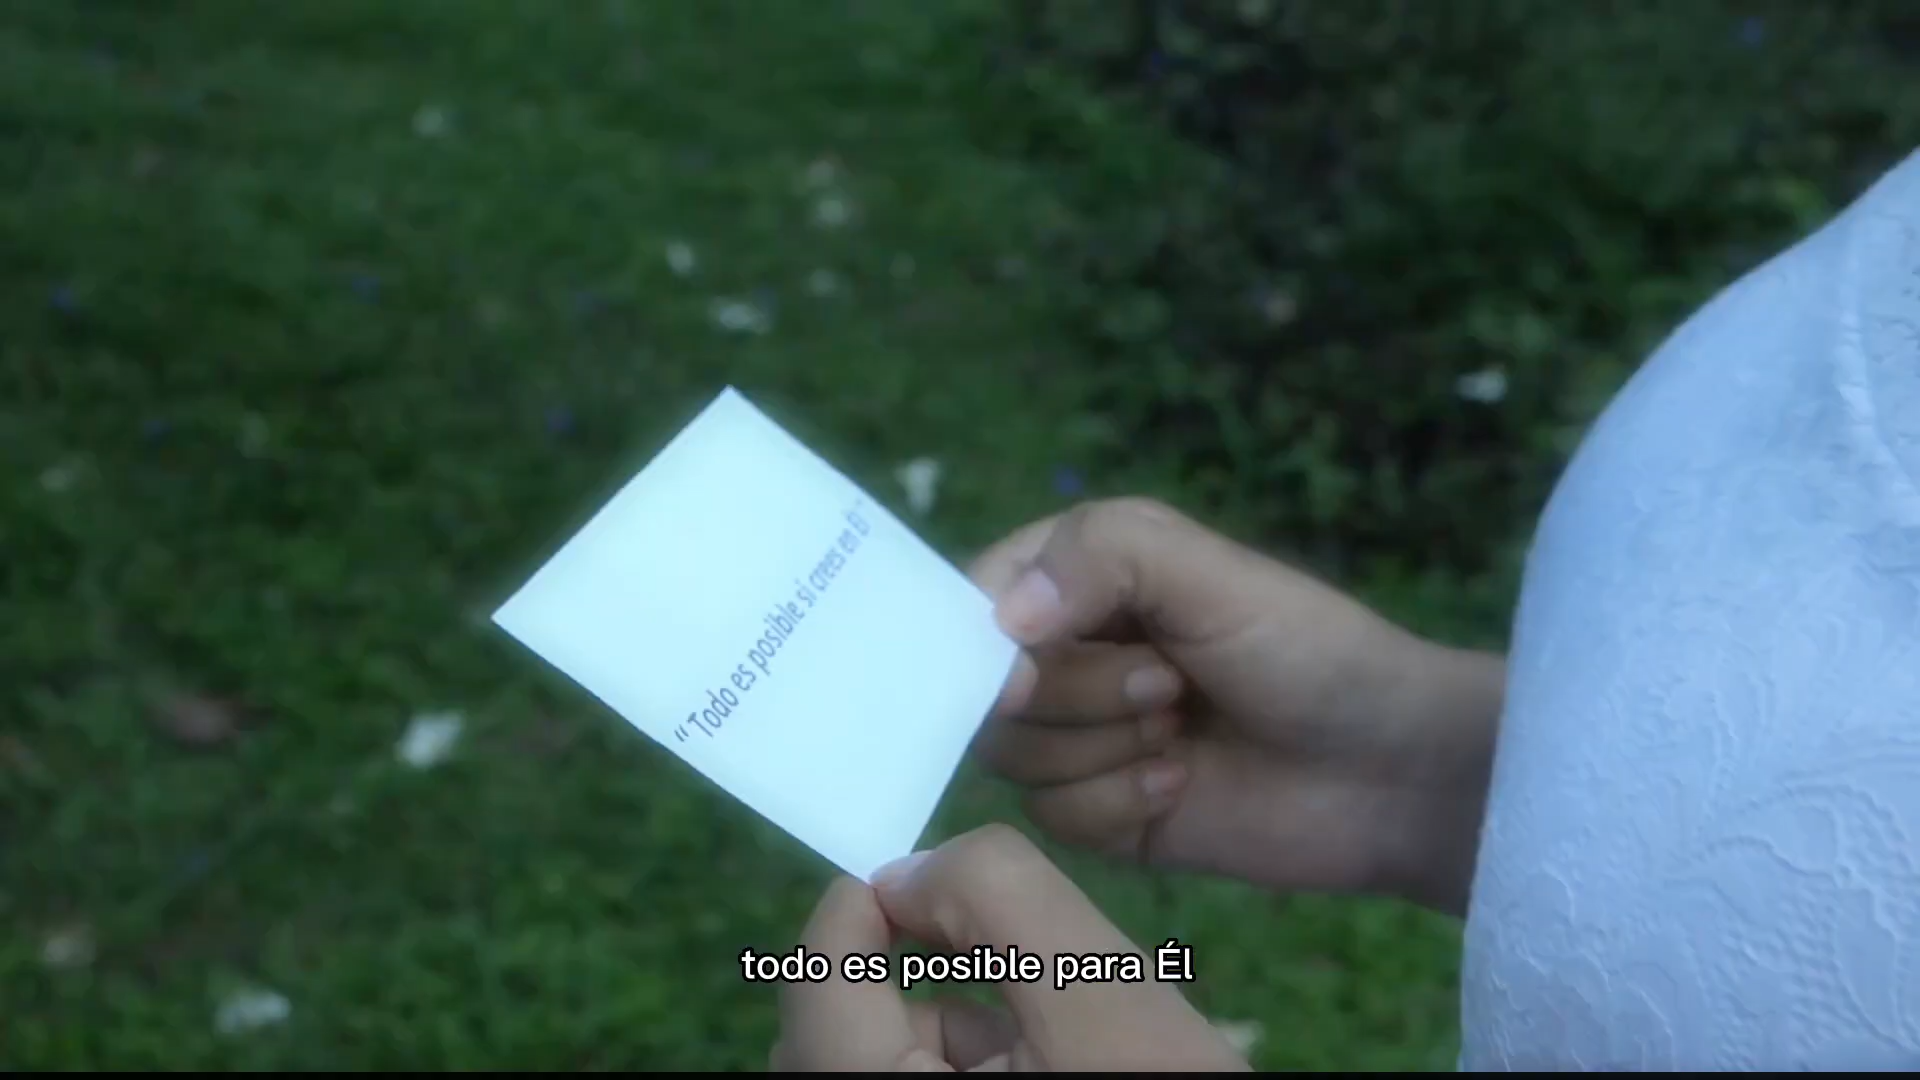 “Todo es posible si crees en Él”
todo es posible para Él